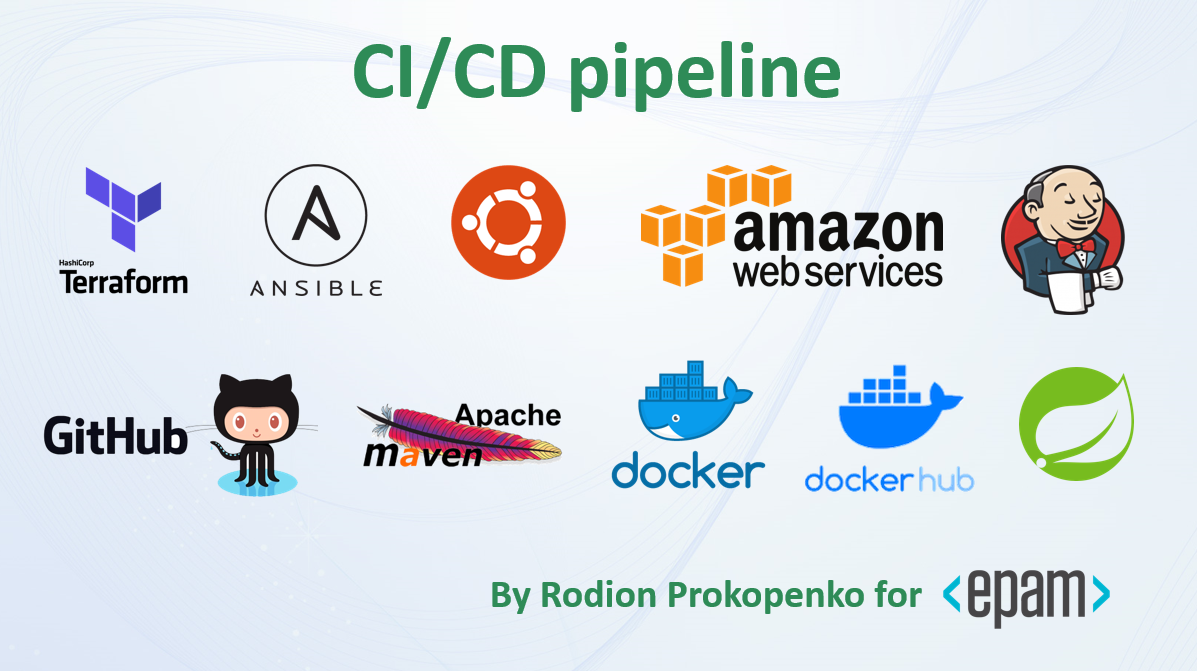 CI/CD pipeline
HashiCorp
Terraform
ANSIBLE
amazon
web services
GitHub
Apache
maven
docker
docker hub
By Rodion Prokopenko for <epam>